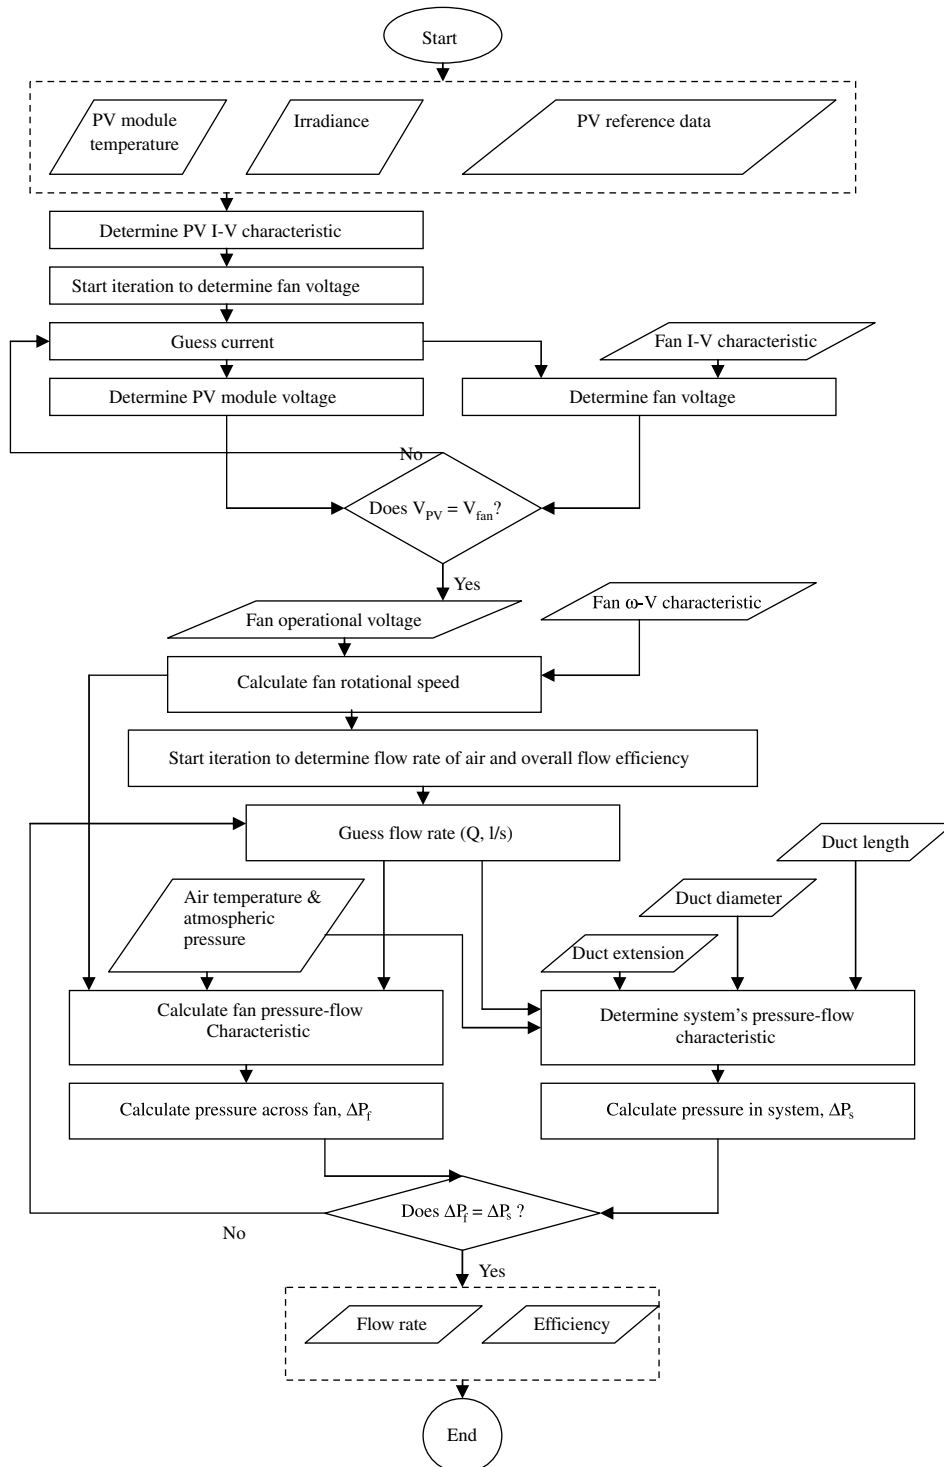 Start
PV module
temperature
Irradiance
PV reference data
Determine PV I-V characteristic
Start iteration to determine fan voltage
Guess current
Fan I-V characteristic
Determine PV module voltage
Determine fan voltage
No
Does V_PV = V_fan?
Yes
Fan operational voltage
Fan ω-V characteristic
Calculate fan rotational speed
Start iteration to determine flow rate of air and overall flow efficiency
Guess flow rate (Q, l/s)
Duct length
Air temperature &
atmospheric
pressure
Duct diameter
Duct extension
Calculate fan pressure-flow
Characteristic
Determine system's pressure-flow
characteristic
Calculate pressure across fan, ΔP_f
Calculate pressure in system, ΔP_s
Does ΔP_f = ΔP_s ?
No
Yes
Flow rate
Efficiency
End